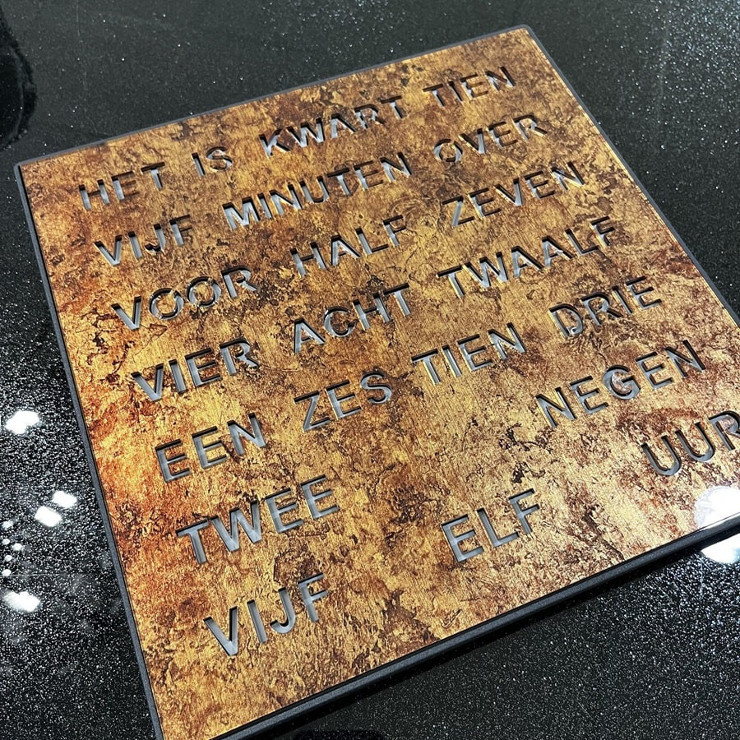 HET IS KWART TIEN
VIJF MINUTEN OVER
VOOR HALF ZEVEN
VIER ACHT TWAALF
EEN ZES TIEN DRIE
TWEE NEGEN
VIJF ELF UUR